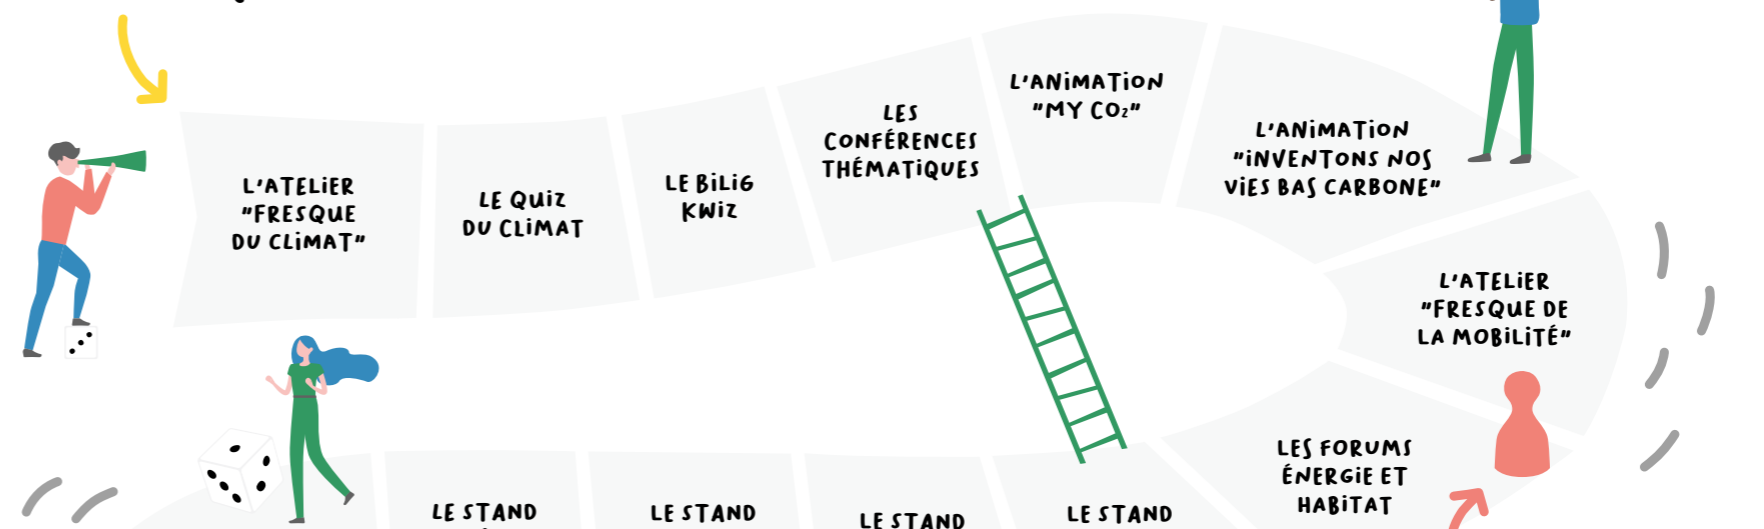 L'ATELIER
"FRESQUE
DU CLIMAT"
LE QUIZ
DU CLIMAT
LE BILIG
KWIZ
LES
CONFÉRENCES
THÉMATIQUES
L'ANIMATION
"MY CO₂"
L'ANIMATION
"INVENTONS NOS
VIES BAS CARBONE"
L'ATELIER
"FRESQUE DE
LA MOBILITÉ"
LES FORUMS
ÉNERGIE ET
HABITAT
LE STAND
LE STAND
LE STAND
LE STAND